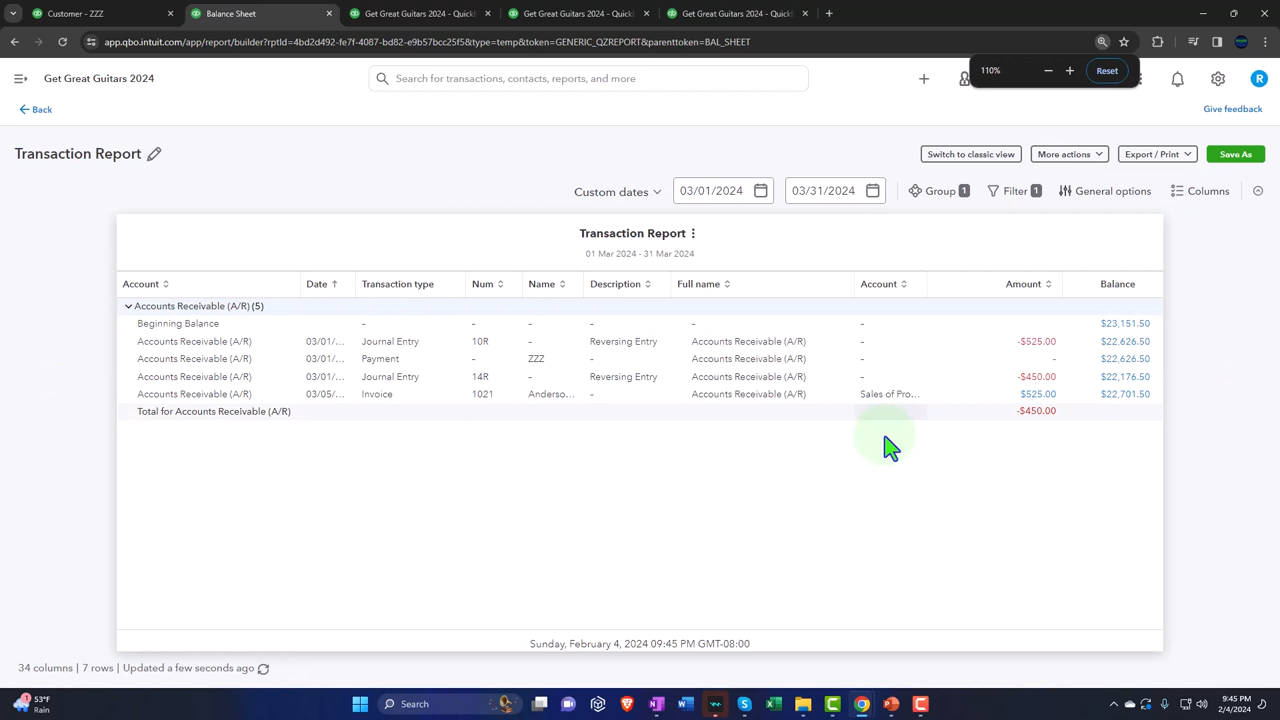 Customer - ZZZ
Balance Sheet
Get Great Guitars 2024 - QuickB
Get Great Guitars 2024 - QuickB
Get Great Guitars 2024 - QuickB
app.qbo.intuit.com/app/report/builder?rptId=4bd2d492-fe7f-4087-bd82-e9b57bcc25f5&type=temp&token=GENERIC_QZREPORT&parenttoken=BAL_SHEET
110%
Reset
Get Great Guitars 2024
Search for transactions, contacts, reports, and more
R
Back
Give feedback
Transaction Report
Switch to classic view
More actions
Export / Print
Save As
Custom dates
03/01/2024
03/31/2024
Group 1
Filter 1
General options
Columns
Transaction Report
01 Mar 2024 - 31 Mar 2024
Account Date Transaction type Num Name Description Full name Account Amount Balance
Accounts Receivable (A/R) (5)
Beginning Balance – – – – – – $23,151.50
Accounts Receivable (A/R) 03/01/... Journal Entry 10R – Reversing Entry Accounts Receivable (A/R) – -$525.00 $22,626.50
Accounts Receivable (A/R) 03/01/... Payment – ZZZ – Accounts Receivable (A/R) – – $22,626.50
Accounts Receivable (A/R) 03/01/... Journal Entry 14R – Reversing Entry Accounts Receivable (A/R) – -$450.00 $22,176.50
Accounts Receivable (A/R) 03/05/... Invoice 1021 Anderso... – Accounts Receivable (A/R) Sales of Pro... $525.00 $22,701.50
Total for Accounts Receivable (A/R) -$450.00
Sunday, February 4, 2024 09:45 PM GMT-08:00
34 columns | 7 rows | Updated a few seconds ago
1
53°F
Rain
Search
9:45 PM
2/4/2024